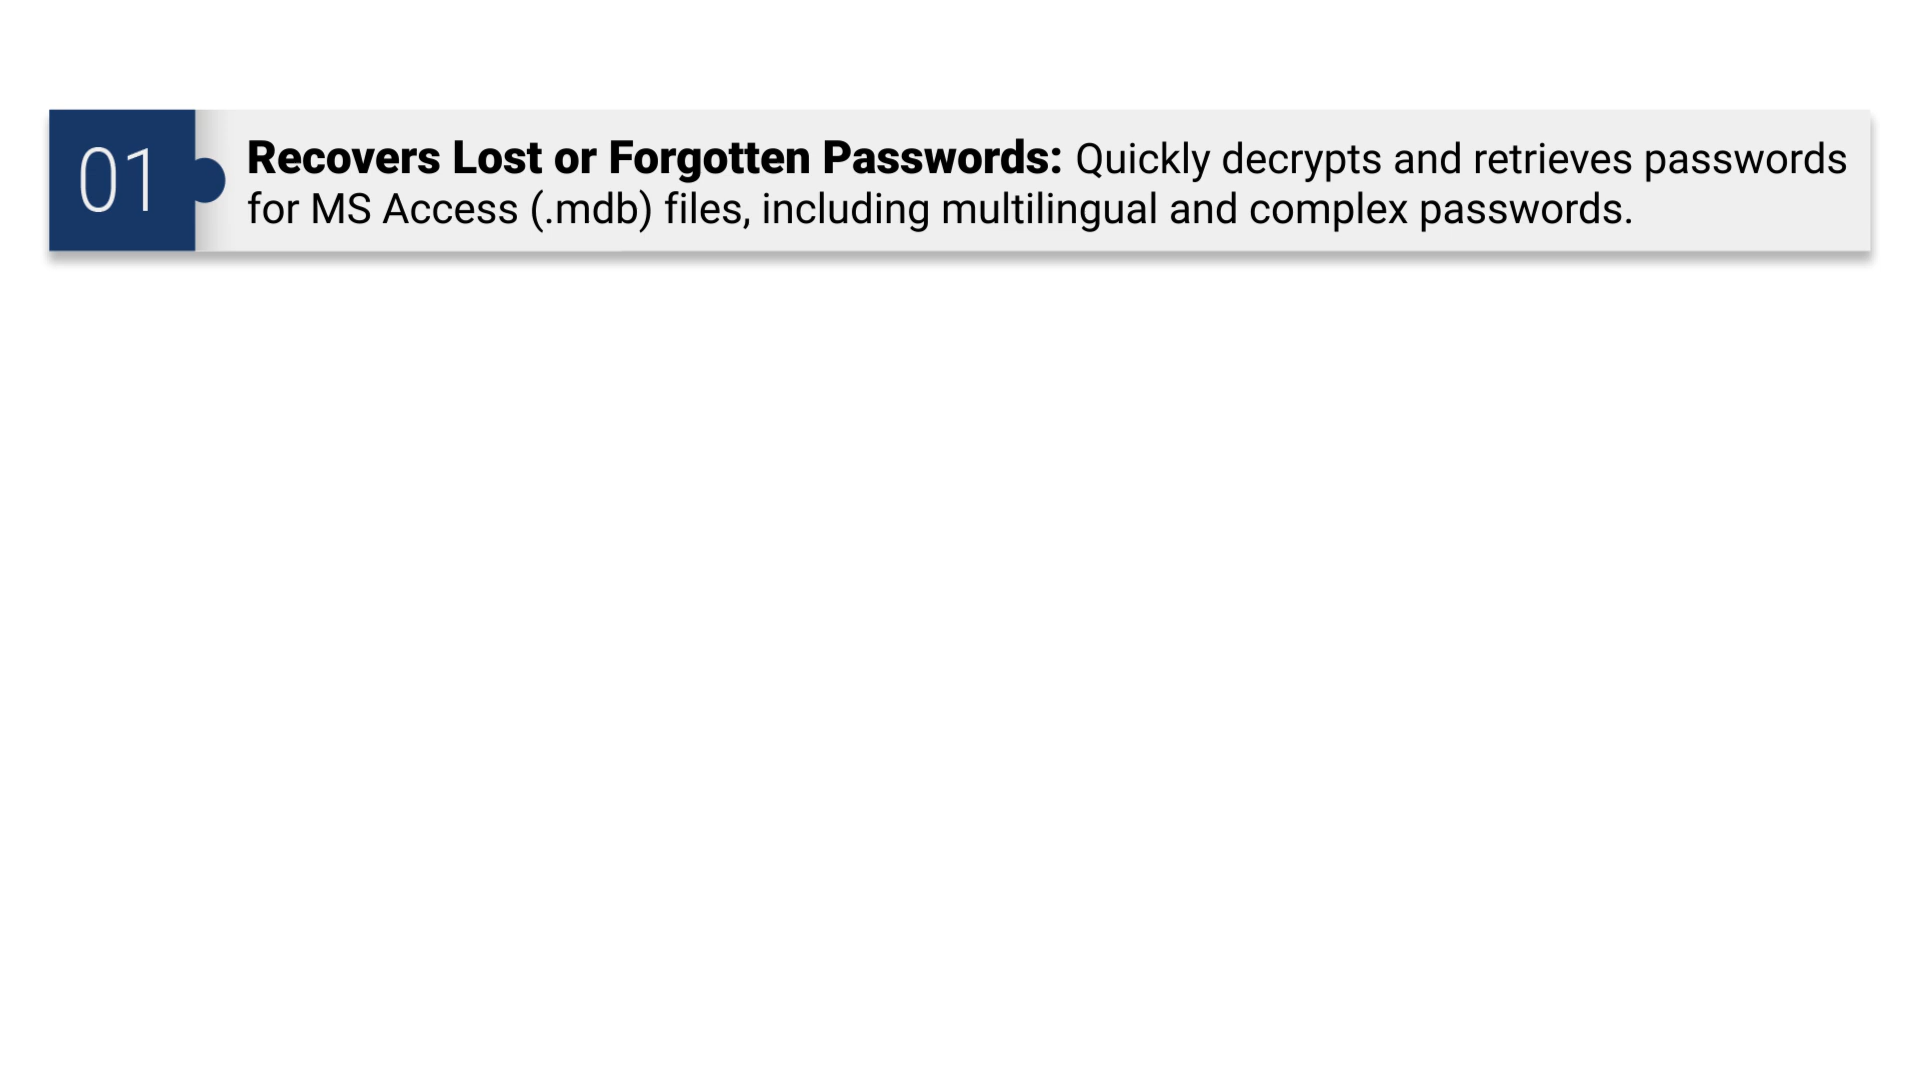 01
Recovers Lost or Forgotten Passwords: Quickly decrypts and retrieves passwords
for MS Access (.mdb) files, including multilingual and complex passwords.